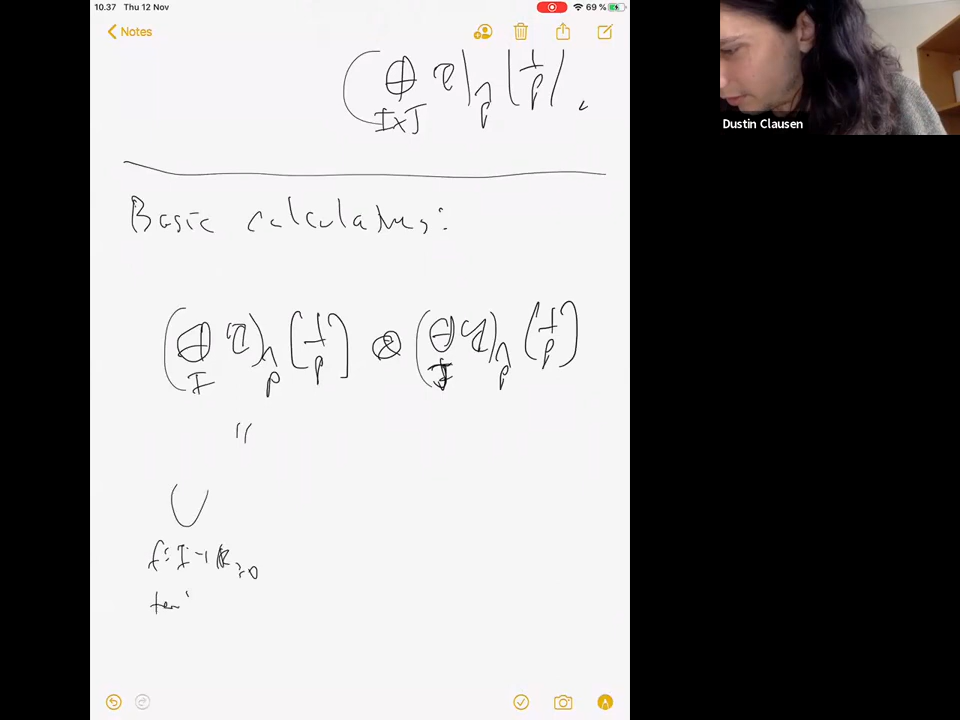 10.37 Thu 12 Nov 69 %
Notes
(⊕ ℤ)^_p [1/p] .
I×J
Dustin Clausen
Basic calculations:
(⊕_I ℤ)^_p [1/p] ⊗ (⊕_J ℤ)^_p [1/p]
"
∪
f: I → ℝ≥0